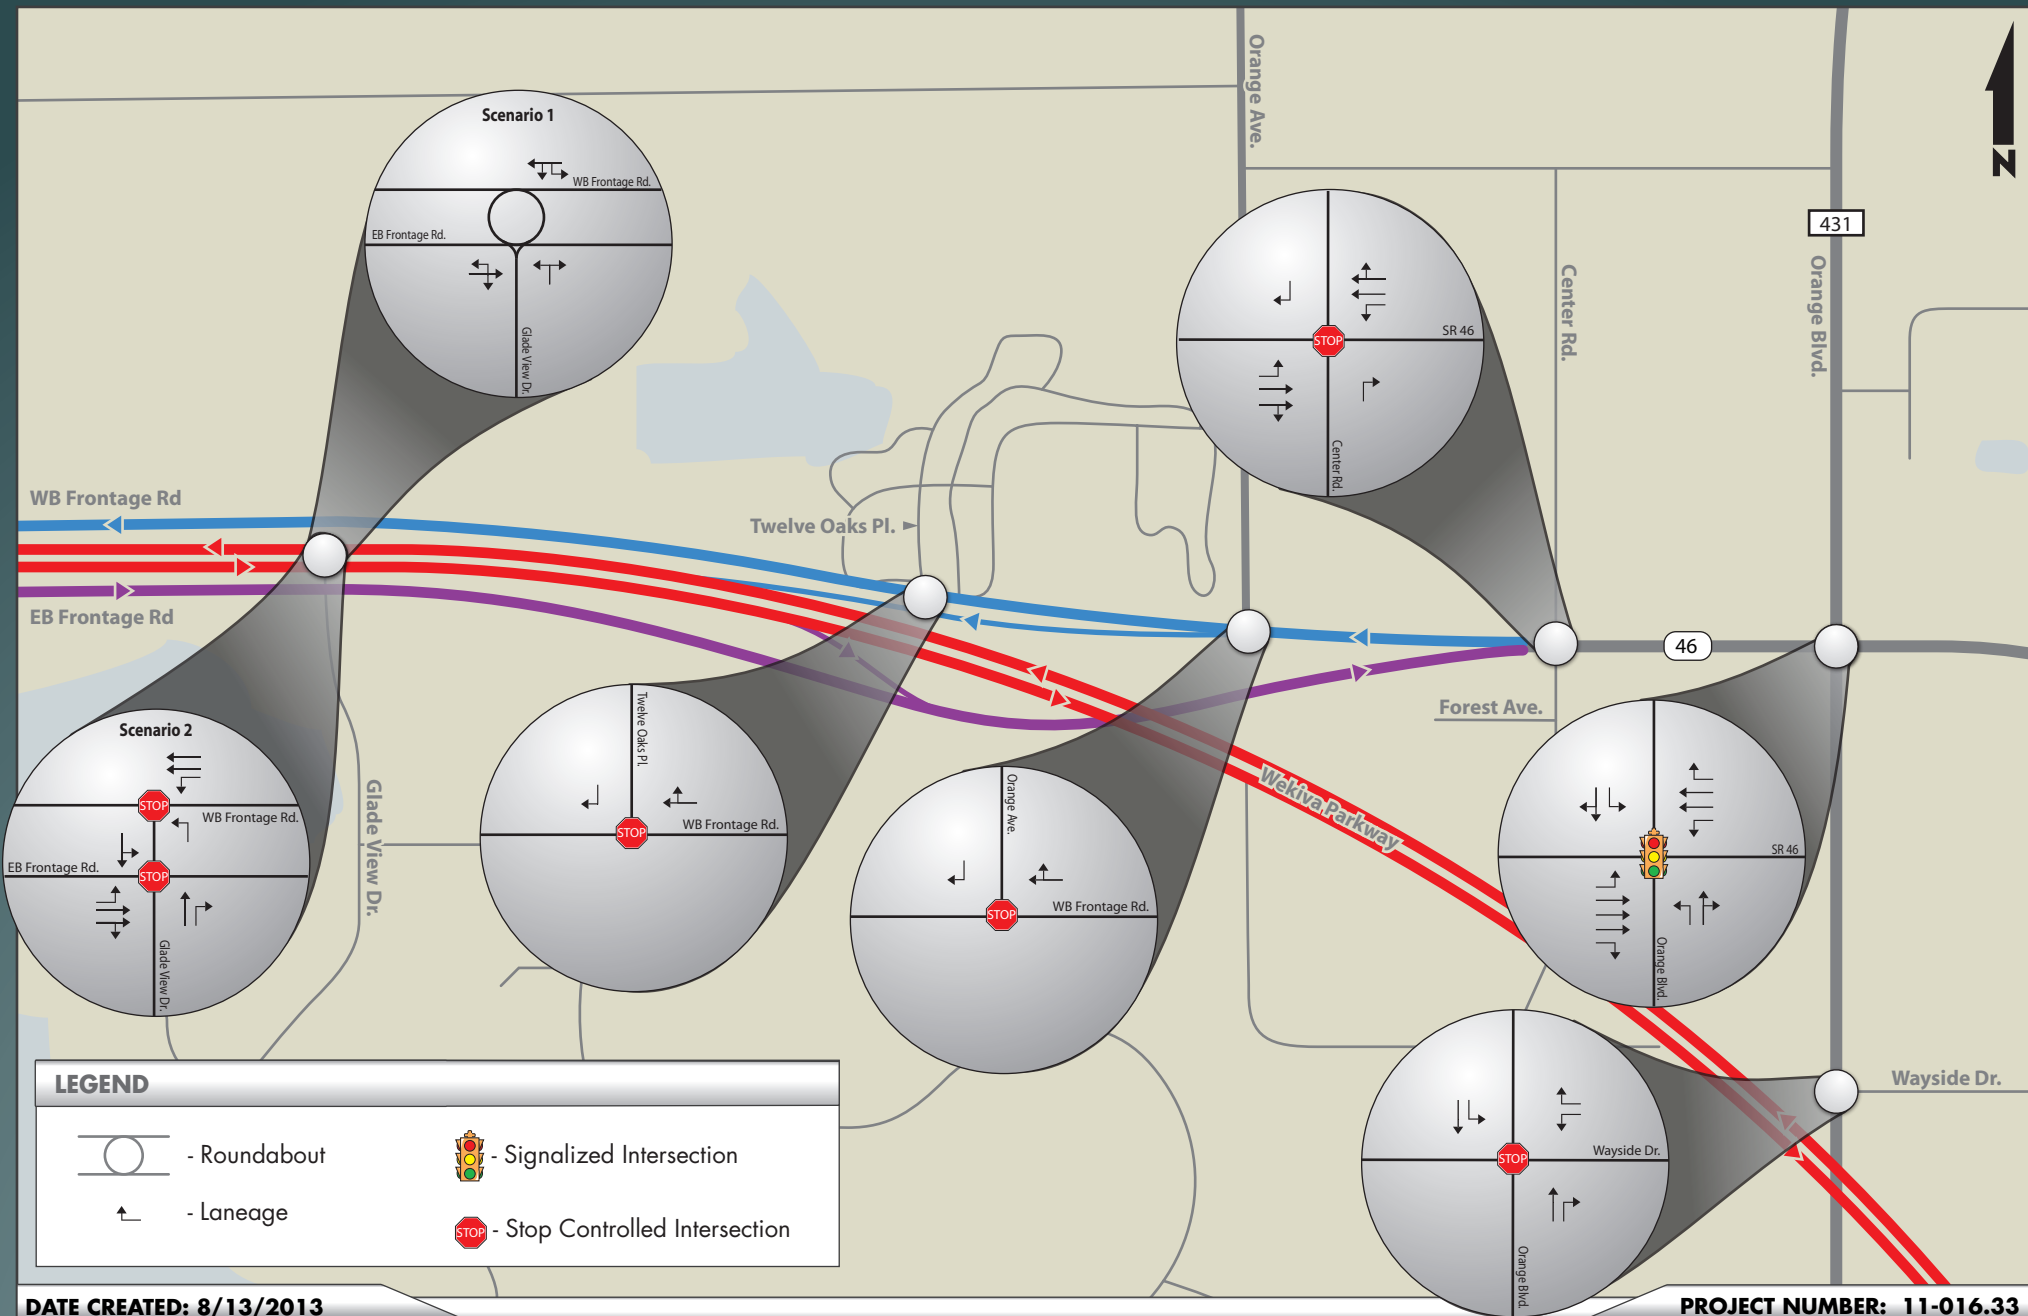 Scenario 1
WB Frontage Rd.
EB Frontage Rd.
Glade View Dr.
Orange Ave.
N
431
Orange Blvd.
Center Rd.
STOP
SR 46
Center Rd.
WB Frontage Rd
EB Frontage Rd
Twelve Oaks Pl.
46
Forest Ave.
Wekiva Parkway
Glade View Dr.
Scenario 2
STOP
WB Frontage Rd.
EB Frontage Rd.
STOP
Glade View Dr.
Twelve Oaks Pl.
STOP
WB Frontage Rd.
Orange Ave.
STOP
WB Frontage Rd.
SR 46
Orange Blvd.
Wayside Dr.
STOP
Wayside Dr.
Orange Blvd.
LEGEND
- Roundabout
- Signalized Intersection
- Laneage
STOP - Stop Controlled Intersection
DATE CREATED: 8/13/2013
PROJECT NUMBER: 11-016.33